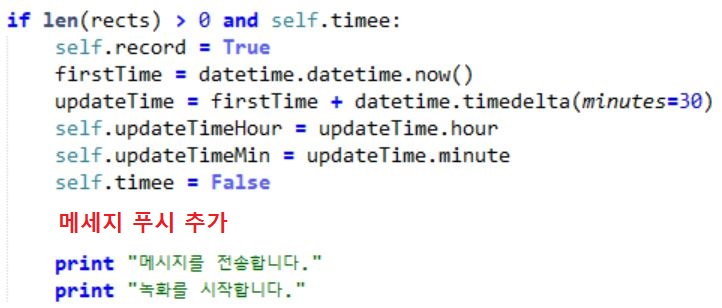 if len(rects) > 0 and self.timee:
    self.record = True
    firstTime = datetime.datetime.now()
    updateTime = firstTime + datetime.timedelta(minutes=30)
    self.updateTimeHour = updateTime.hour
    self.updateTimeMin = updateTime.minute
    self.timee = False
    메세지 푸시 추가
    print "메시지를 전송합니다."
    print "녹화를 시작합니다."